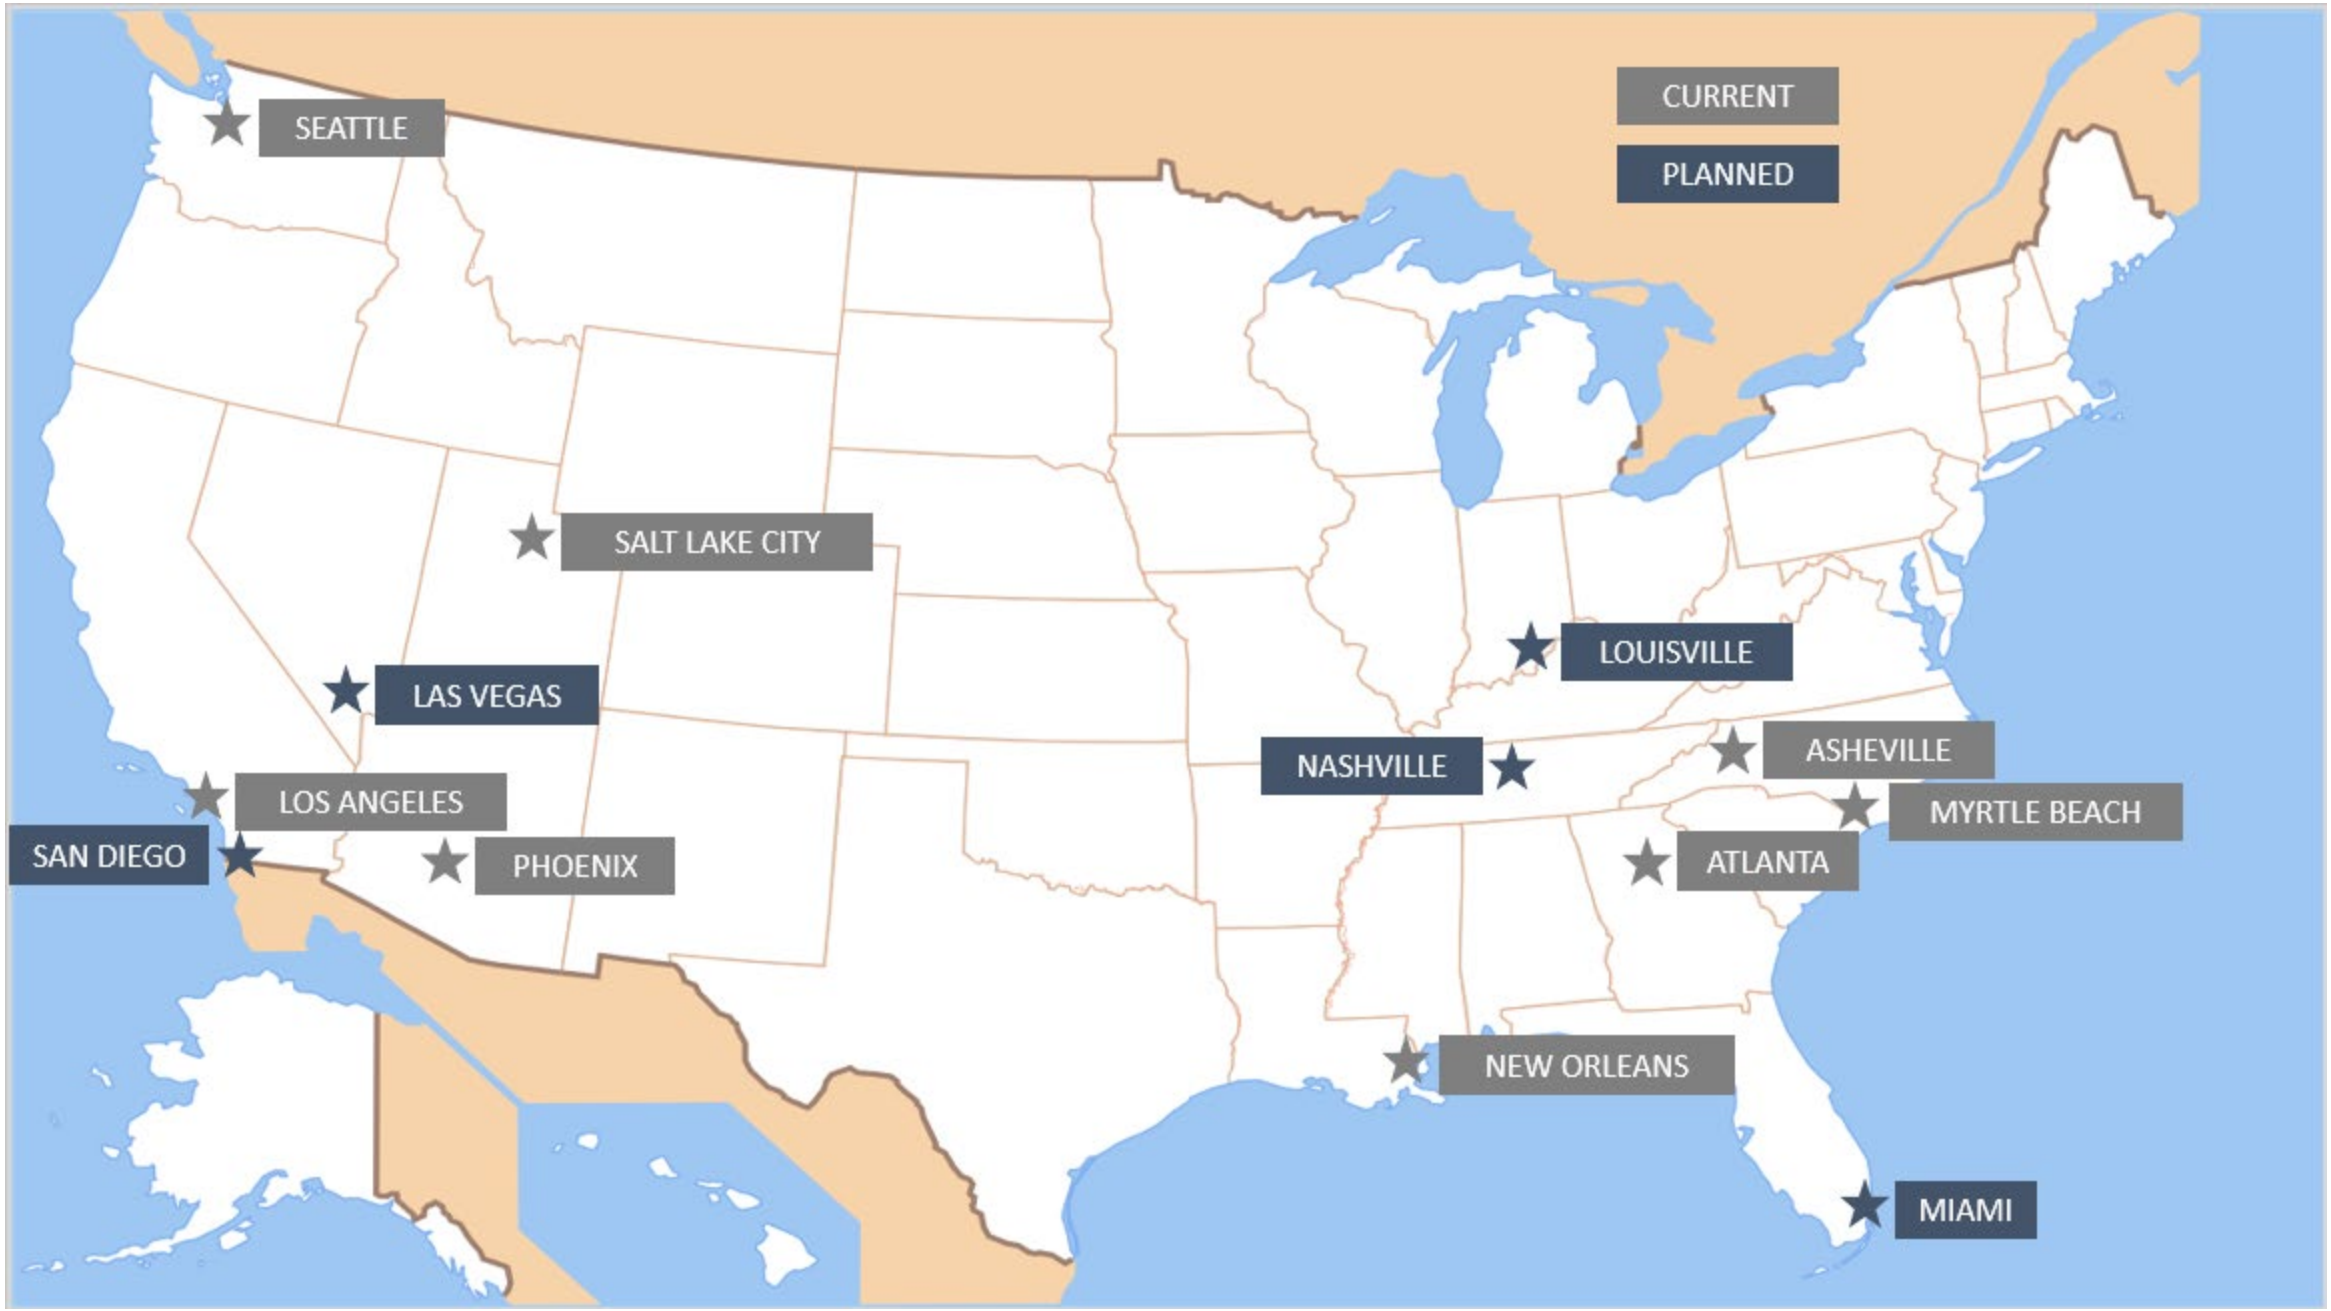 CURRENT
SEATTLE
PLANNED
SALT LAKE CITY
LOUISVILLE
LAS VEGAS
ASHEVILLE
NASHVILLE
LOS ANGELES
MYRTLE BEACH
SAN DIEGO
PHOENIX
ATLANTA
NEW ORLEANS
MIAMI